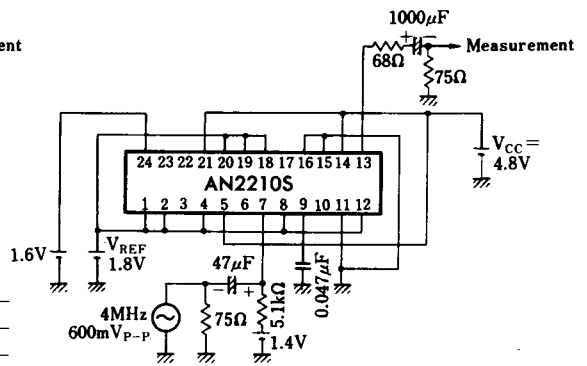 1000μF
ent
+ −
Measurement
68Ω
75Ω
24 23 22 21 20 19 18 17 16 15 14 13
AN2210S
1 2 3 4 5 6 7 8 9 10 11 12
VCC=
4.8V
1.6V
VREF
1.8V
47μF
− +
5.1kΩ
0.047μF
4MHz
600mVP-P
75Ω
1.4V